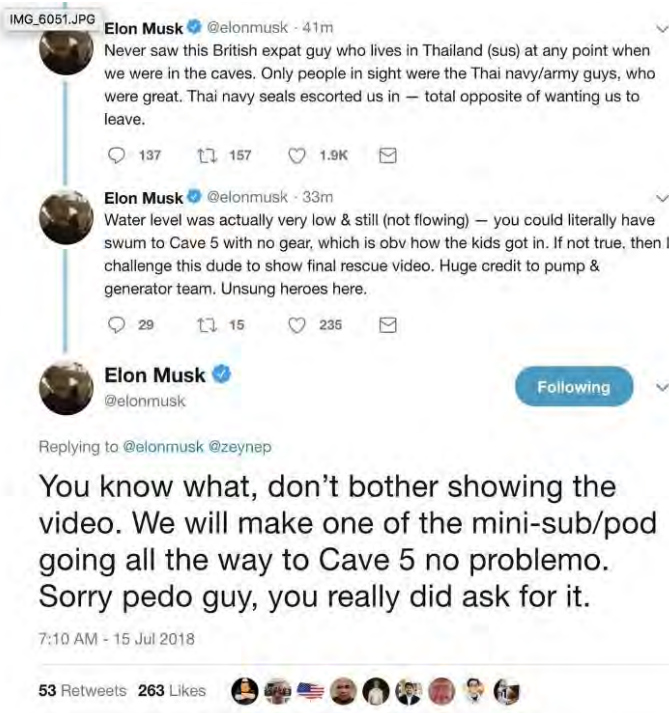 IMG_6051.JPG
Elon Musk @elonmusk · 41m
Never saw this British expat guy who lives in Thailand (sus) at any point when
we were in the caves. Only people in sight were the Thai navy/army guys, who
were great. Thai navy seals escorted us in — total opposite of wanting us to
leave.
137 157 1.9K
Elon Musk @elonmusk · 33m
Water level was actually very low & still (not flowing) — you could literally have
swum to Cave 5 with no gear, which is obv how the kids got in. If not true, then I
challenge this dude to show final rescue video. Huge credit to pump &
generator team. Unsung heroes here.
29 15 235
Elon Musk
@elonmusk
Following
Replying to @elonmusk @zeynep
You know what, don’t bother showing the
video. We will make one of the mini-sub/pod
going all the way to Cave 5 no problemo.
Sorry pedo guy, you really did ask for it.
7:10 AM - 15 Jul 2018
53 Retweets 263 Likes